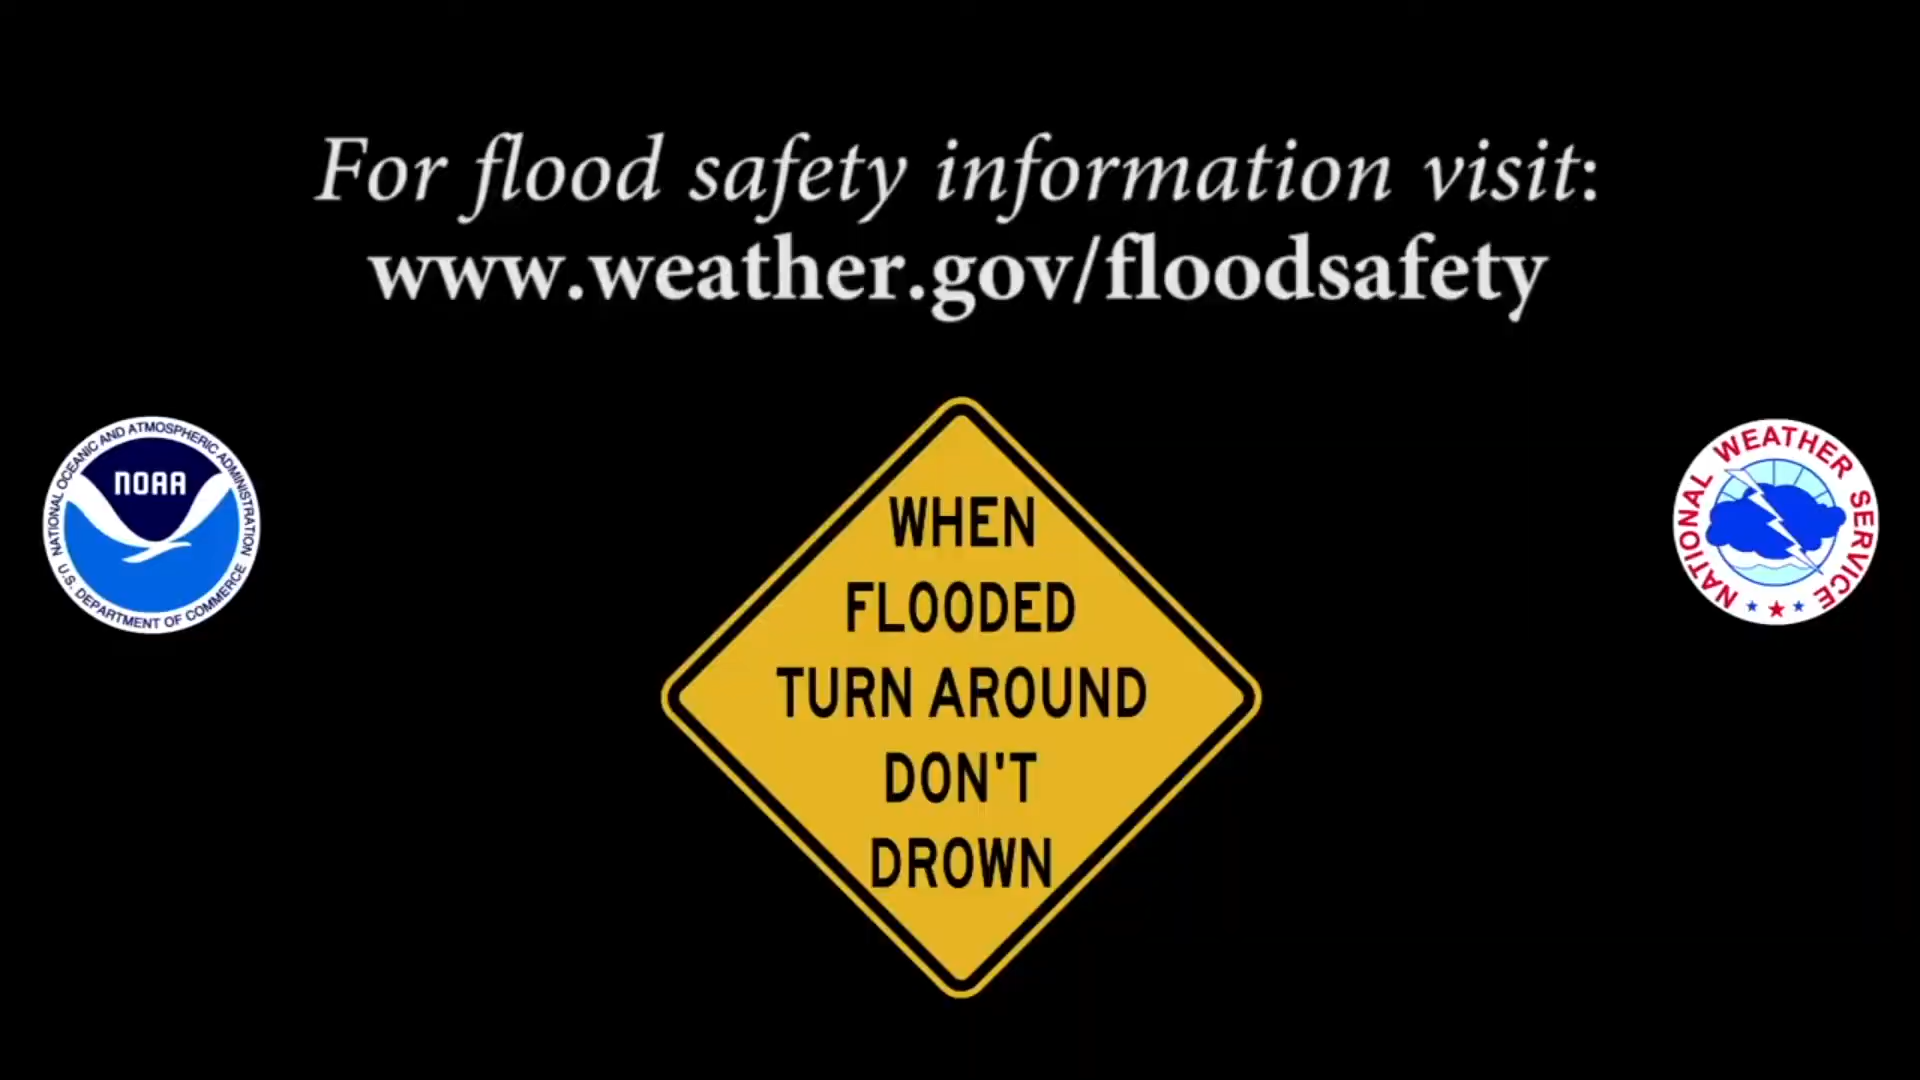 For flood safety information visit:
www.weather.gov/floodsafety
NATIONAL OCEANIC AND ATMOSPHERIC ADMINISTRATION
NOAA
U.S. DEPARTMENT OF COMMERCE
WHEN
FLOODED
TURN AROUND
DON'T
DROWN
NATIONAL WEATHER SERVICE